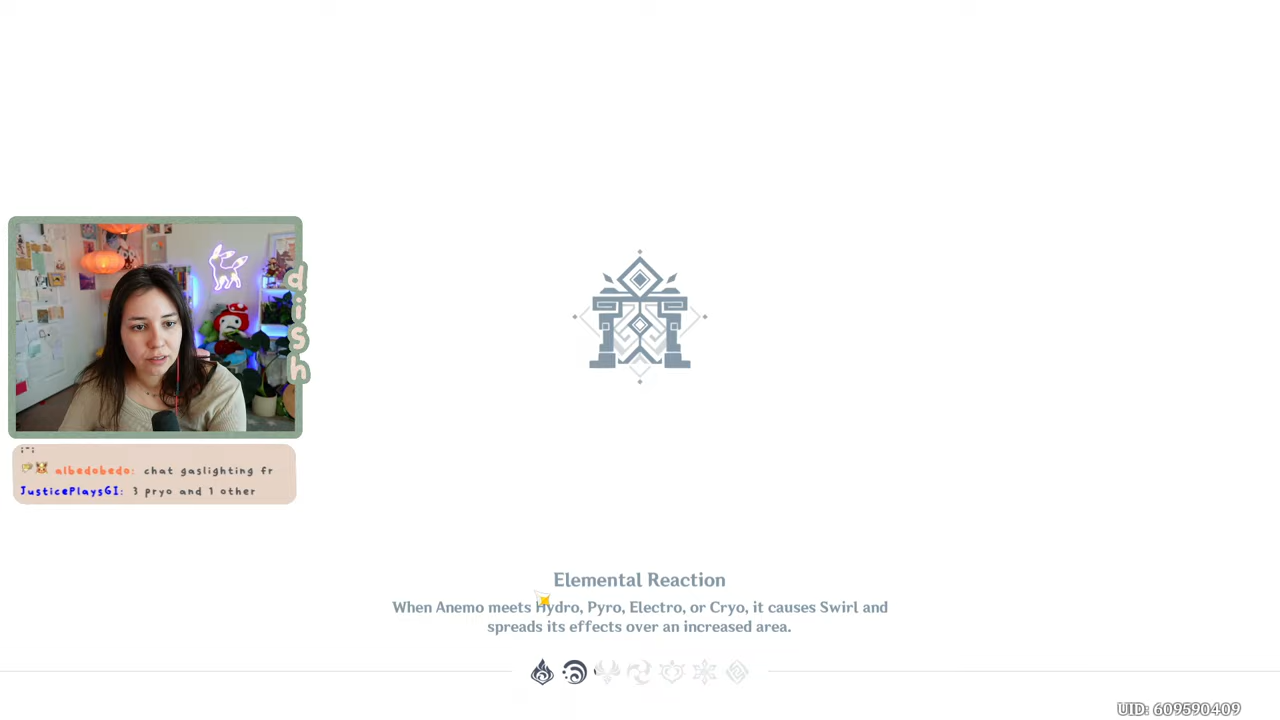 dish
albedobedo: chat gaslighting fr
JusticePlaysGI: 3 pryo and 1 other
Elemental Reaction
When Anemo meets Hydro, Pyro, Electro, or Cryo, it causes Swirl and
spreads its effects over an increased area.
UID: 609590409